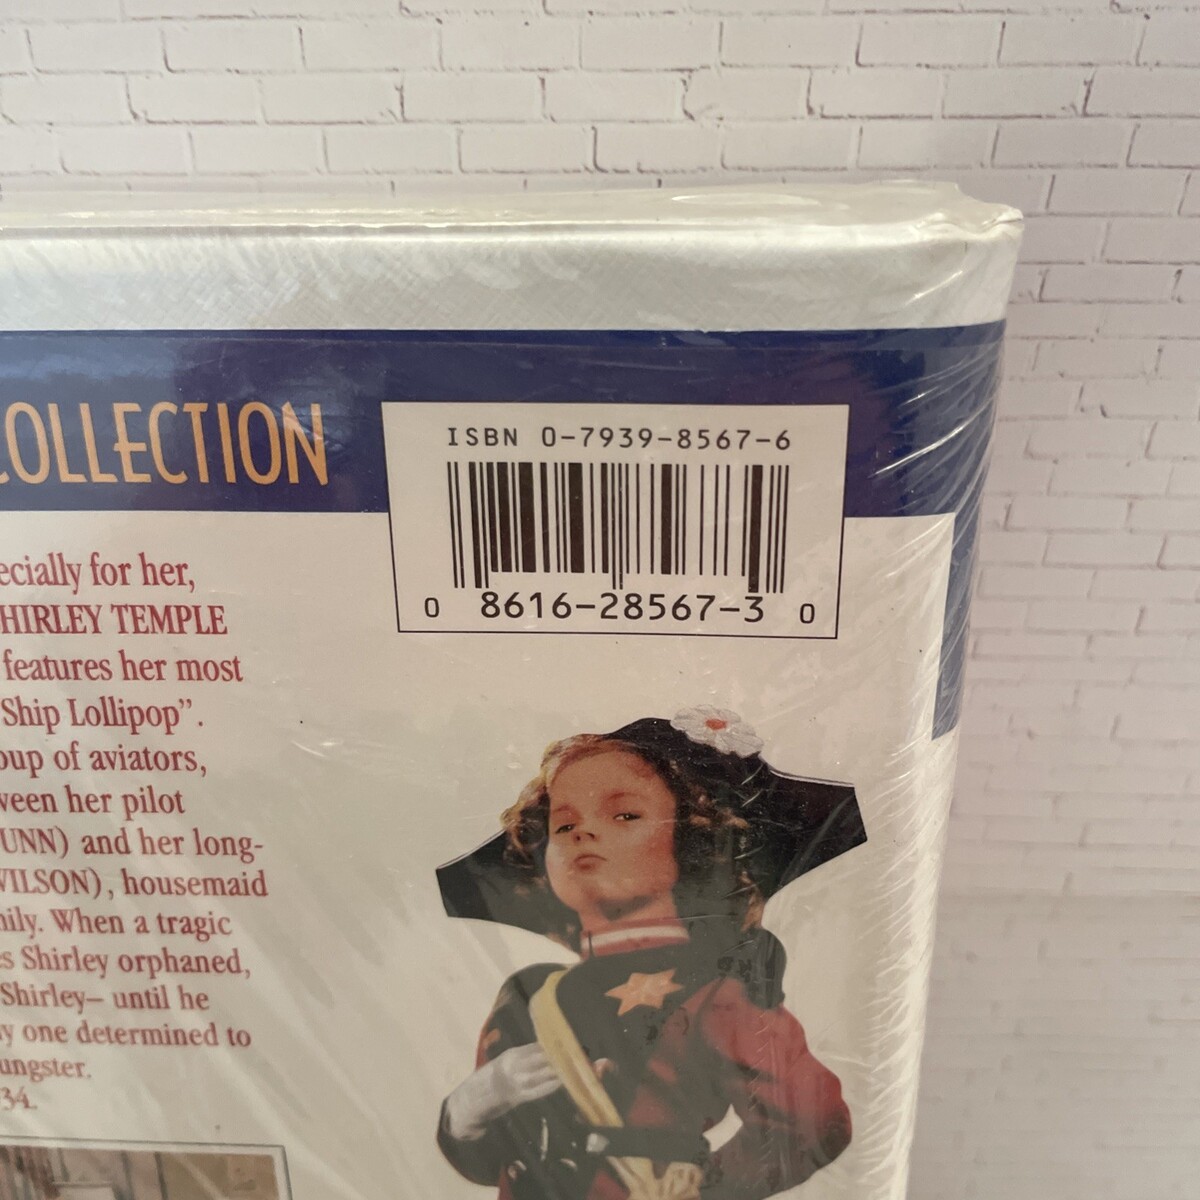 COLLECTION
ISBN 0-7939-8567-6
0 8616-28567-3 0
ecially for her,
HIRLEY TEMPLE
features her most
Ship Lollipop”.
oup of aviators,
ween her pilot
UNN) and her long-
WILSON), housemaid
nily. When a tragic
es Shirley orphaned,
Shirley– until he
by one determined to
ungster.
34.